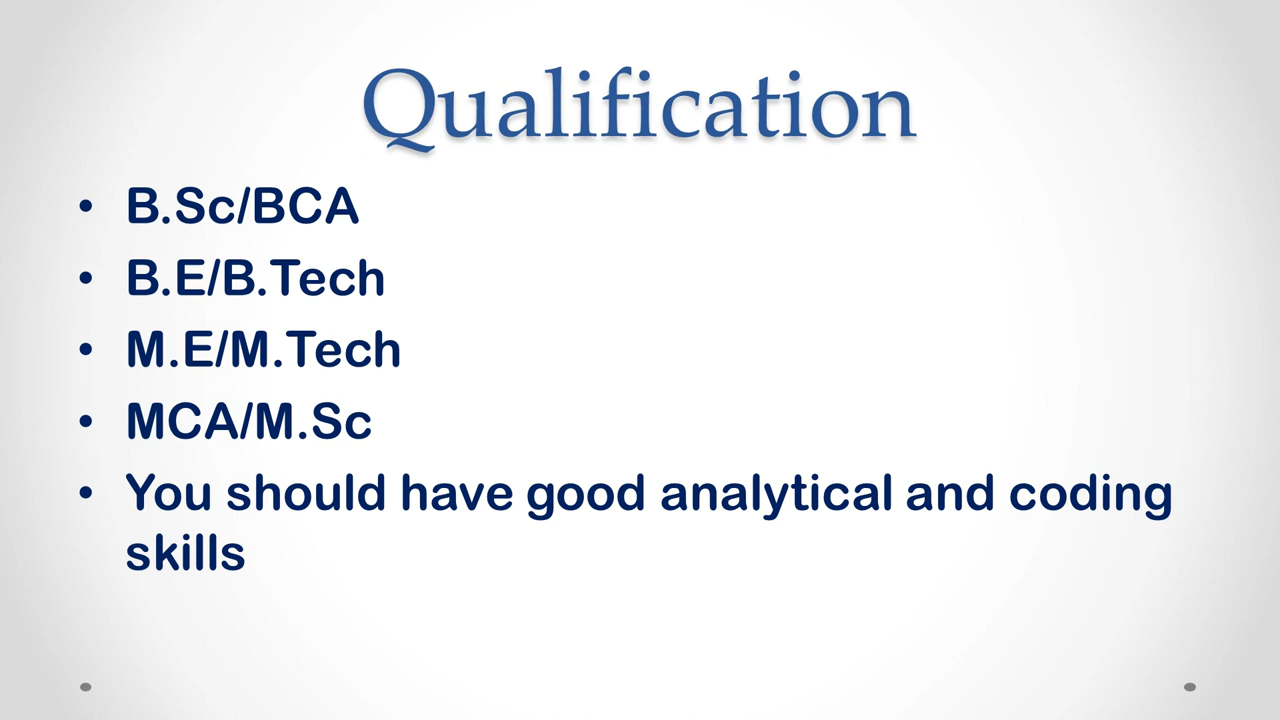 Qualification
• B.Sc/BCA
• B.E/B.Tech
• M.E/M.Tech
• MCA/M.Sc
• You should have good analytical and coding
skills